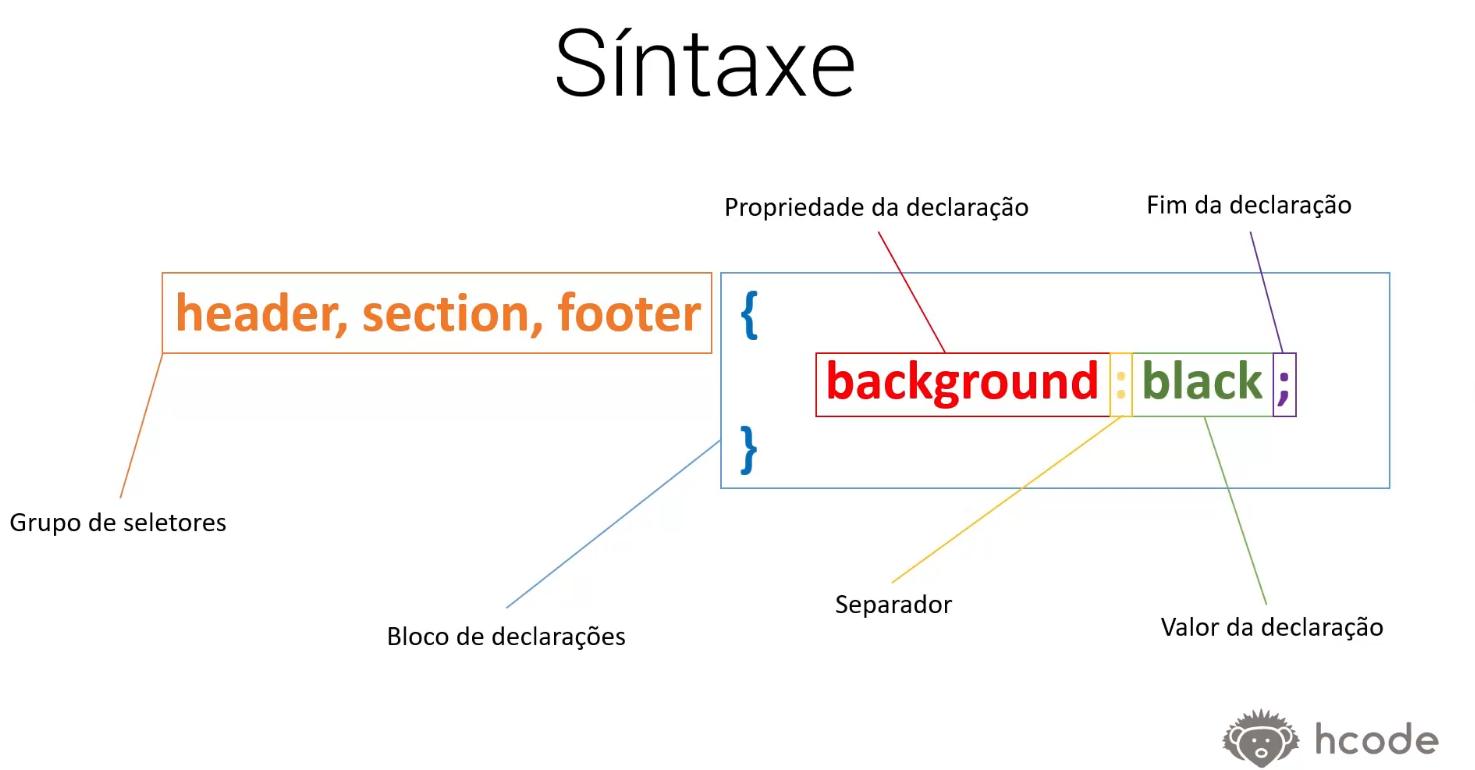 Síntaxe
Propriedade da declaração
Fim da declaração
header, section, footer
{
background : black ;
}
Grupo de seletores
Separador
Bloco de declarações
Valor da declaração
hcode